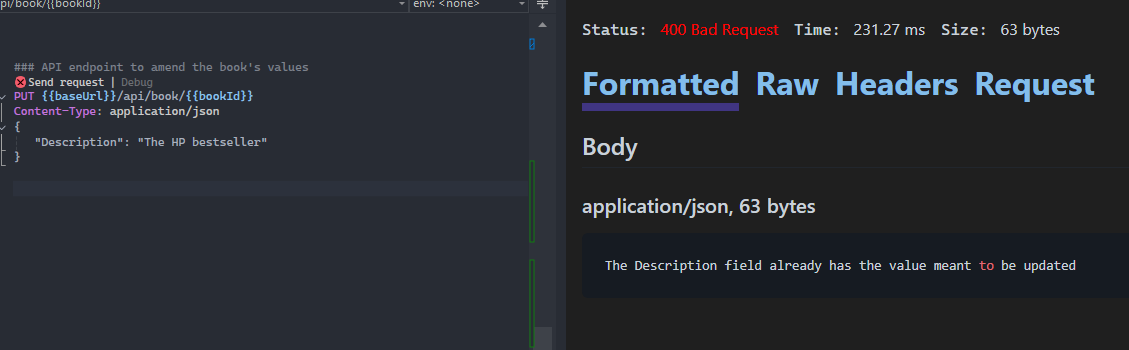 pi/book/{{bookId}}
env: <none>
### API endpoint to amend the book's values
Send request | Debug
PUT {{baseUrl}}/api/book/{{bookId}}
Content-Type: application/json
{
"Description": "The HP bestseller"
}
Status: 400 Bad Request Time: 231.27 ms Size: 63 bytes
Formatted Raw Headers Request
Body
application/json, 63 bytes
The Description field already has the value meant to be updated